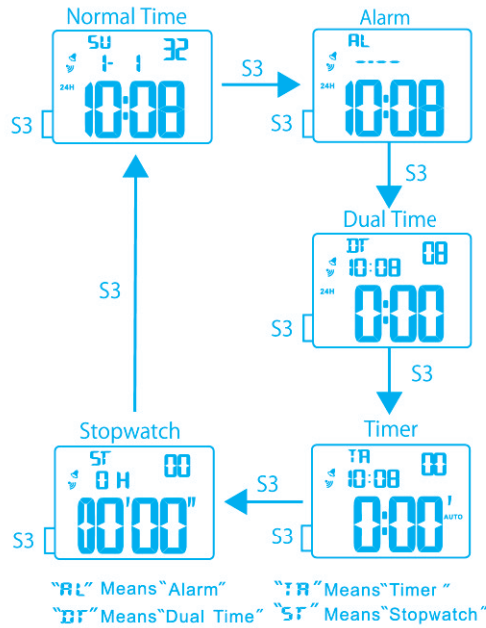 Normal Time
Alarm
SU 32
1- 1
24H
10:08
S3
S3
AL
----
24H
10:08
S3
S3
Dual Time
DT 08
10:08
24H
0:00
S3
S3
Stopwatch
Timer
ST 00
0 H
00'00"
S3
S3
TR 00
10:08
0:00'
AUTO
S3
S3
"AL" Means"Alarm"
"TR"Means"Timer "
"DT"Means"Dual Time"
"ST"Means"Stopwatch"